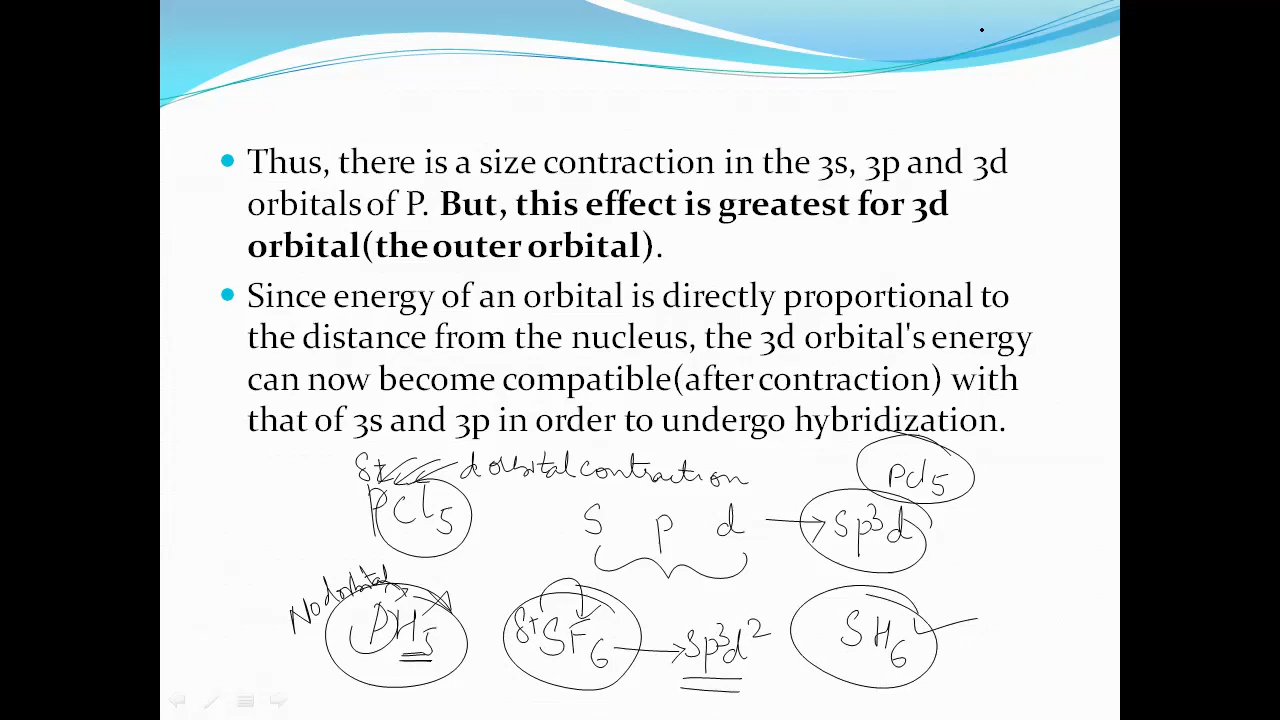 Thus, there is a size contraction in the 3s, 3p and 3d
orbitals of P. But, this effect is greatest for 3d
orbital(the outer orbital).
Since energy of an orbital is directly proportional to
the distance from the nucleus, the 3d orbital's energy
can now become compatible(after contraction) with
that of 3s and 3p in order to undergo hybridization.
δ+ d orbital contraction
PCl5
PCl5
S p d → Sp³d
No d orbital
PH5
δ+ SF6 → Sp³d²
SH6